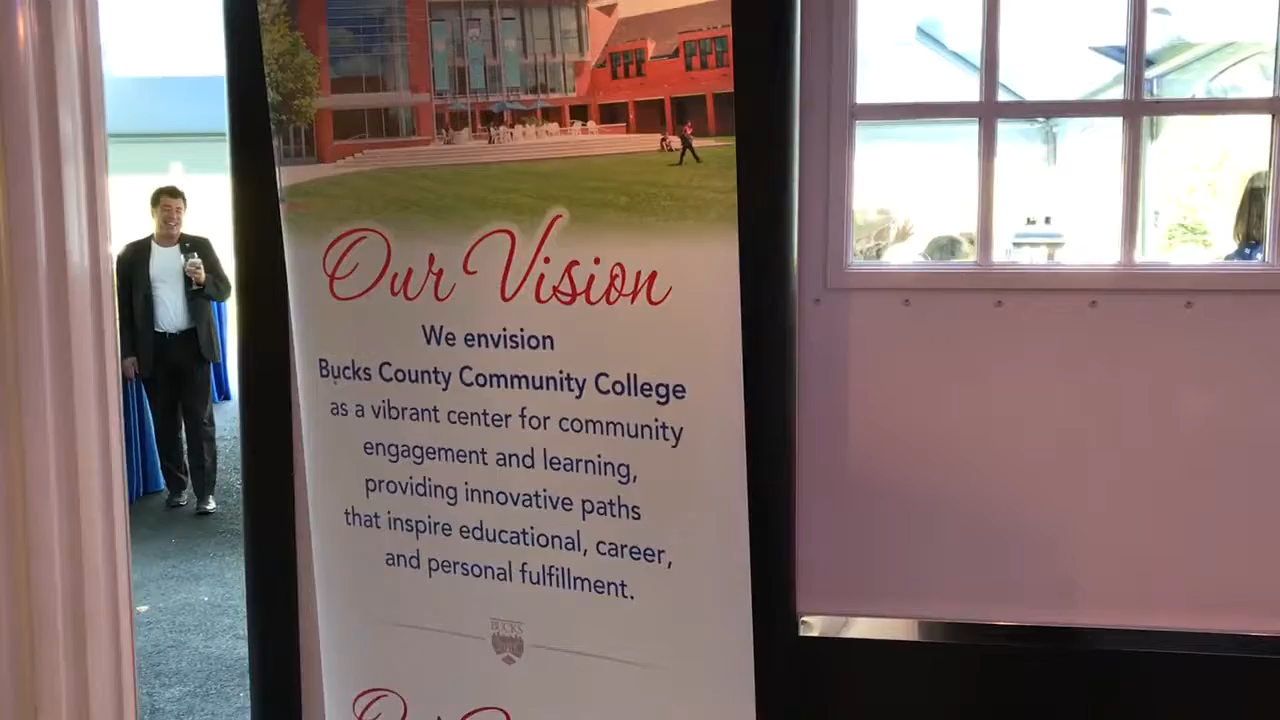 Our Vision
We envision
Bucks County Community College
as a vibrant center for community
engagement and learning,
providing innovative paths
that inspire educational, career,
and personal fulfillment.
BUCKS